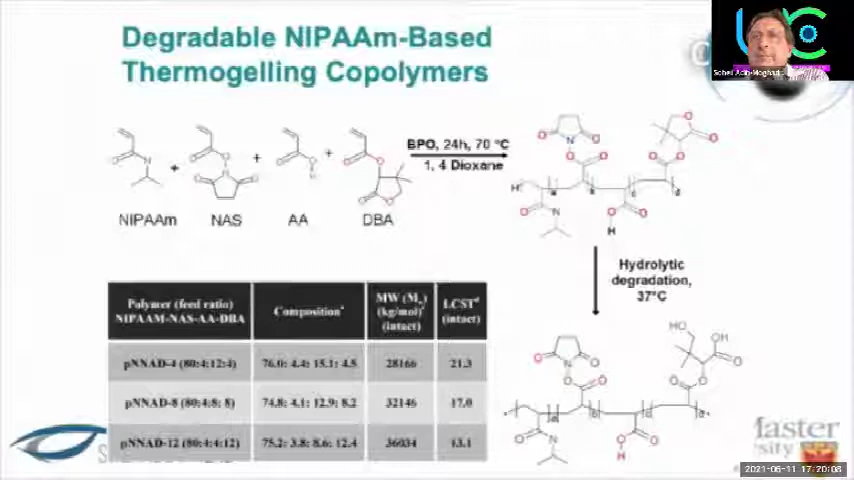 Degradable NIPAAm-Based
Thermogelling Copolymers
BPO, 24h, 70 °C
1, 4 Dioxane
NIPAAm
NAS
AA
DBA
Hydrolytic
degradation,
37°C
Polymer (feed ratio)
NIPAAM-NAS-AA-DBA
Composition
MW (M
(kg/mol)
(intact)
LCST
(intact)
pNNAD-4 (80:4:12:4)
76.0: 4.4: 15.1: 4.5
28166
21.3
pNNAD-8 (80:4:8: 8)
74.8: 4.1: 12.9: 8.2
32146
17.0
pNNAD-12 (80:4:4:12)
75.2: 3.8: 8.6: 12.4
36034
13.1
2021-06-11 17:20:08